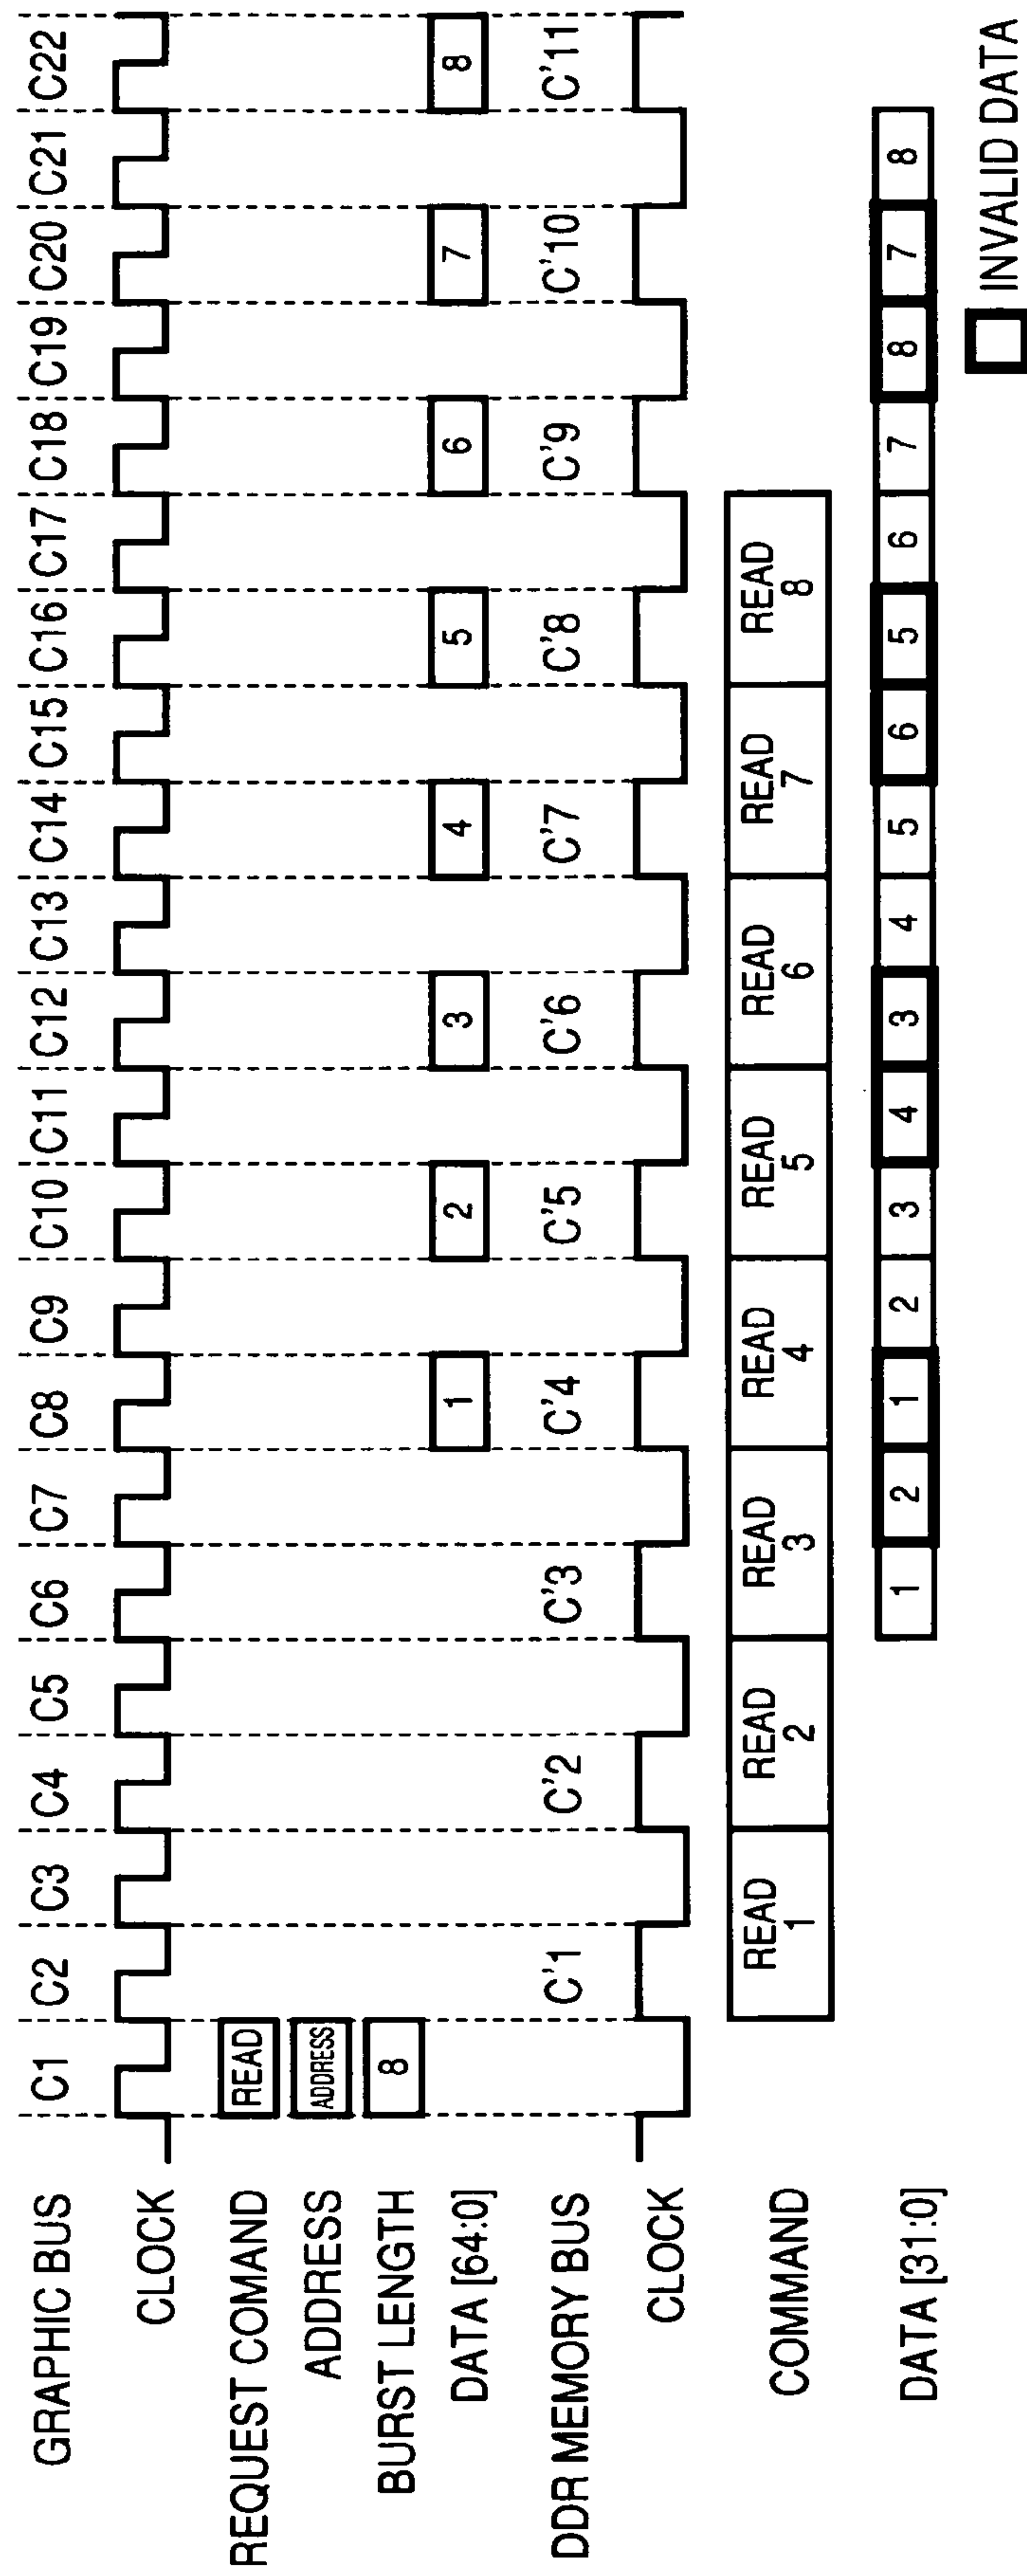 GRAPHIC BUS C1 C2 C3 C4 C5 C6 C7 C8 C9 C10 C11 C12 C13 C14 C15 C16 C17 C18 C19 C20 C21 C22
CLOCK
REQUEST COMAND READ
ADDRESS ADDRESS
BURST LENGTH 8
DATA [64:0] 1 2 3 4 5 6 7 8
DDR MEMORY BUS C'1 C'2 C'3 C'4 C'5 C'6 C'7 C'8 C'9 C'10 C'11
CLOCK
COMMAND READ READ READ READ READ READ READ READ
1 2 3 4 5 6 7 8
DATA [31:0] 1 2 1 2 3 4 3 4 5 6 5 6 7 8 7 8
INVALID DATA